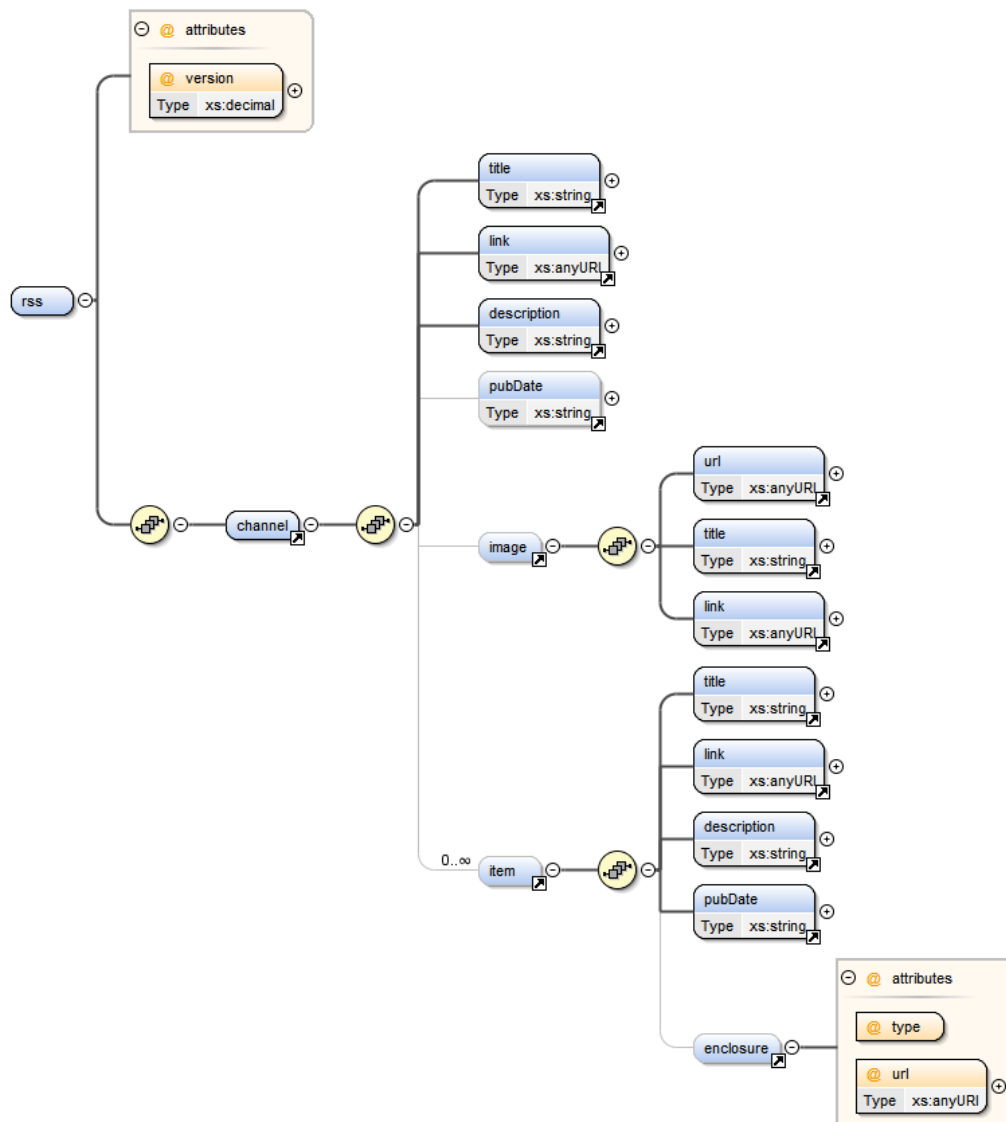 @ attributes
@ version
Type xs:decimal
title
Type xs:string
link
Type xs:anyURI
rss
description
Type xs:string
pubDate
Type xs:string
url
Type xs:anyURI
channel
image
title
Type xs:string
link
Type xs:anyURI
title
Type xs:string
link
Type xs:anyURI
description
Type xs:string
0..∞
item
pubDate
Type xs:string
@ attributes
@ type
enclosure
@ url
Type xs:anyURI